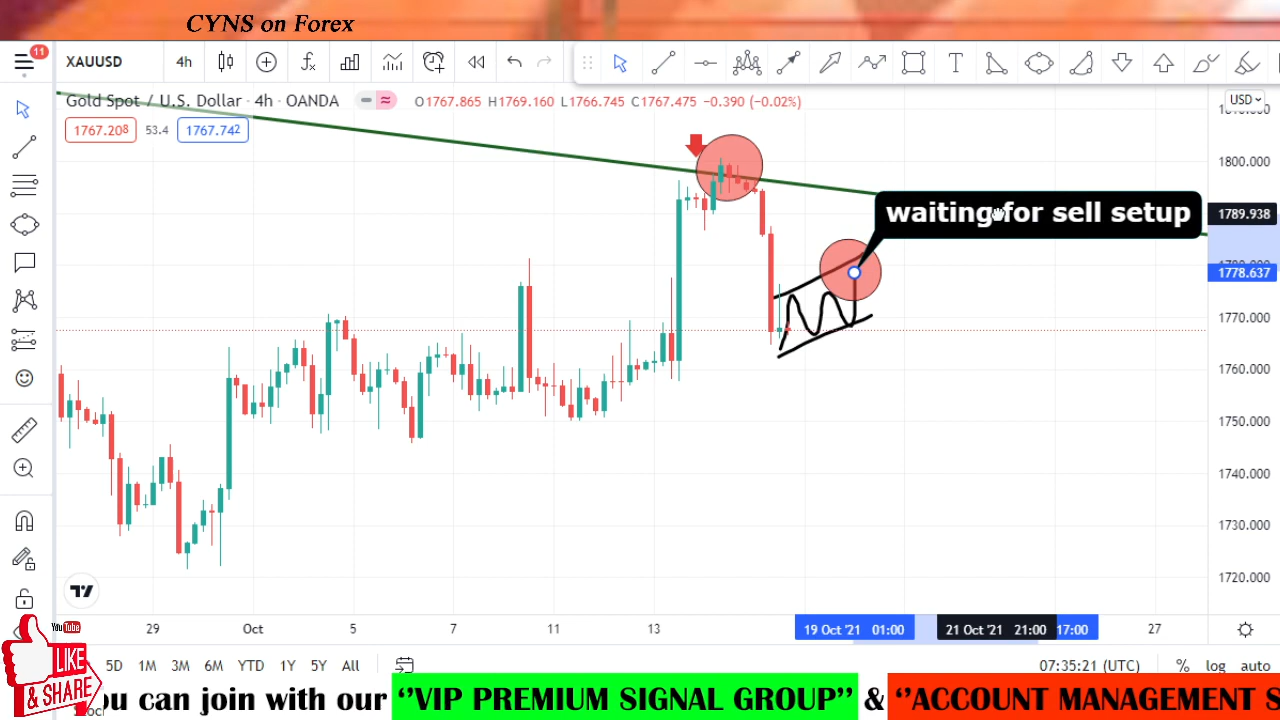 CYNS on Forex
11
XAUUSD
4h
Gold Spot / U.S. Dollar · 4h · OANDA
O1767.865 H1769.160 L1766.745 C1767.475 −0.390 (−0.02%)
USD
1767.208
53.4
1767.742
1800.000
waiting for sell setup
1789.938
1778.637
1770.000
1760.000
1750.000
1740.000
1730.000
1720.000
29
Oct
5
7
11
13
19 Oct '21 01:00
21 Oct '21 21:00
17:00
27
You Tube
LIKE
& SHARE
5D
1M
3M
6M
YTD
1Y
5Y
All
07:35:21 (UTC)
%
log
auto
ou can join with our ‘’VIP PREMIUM SIGNAL GROUP’’ & ‘’ACCOUNT MANAGEMENT S